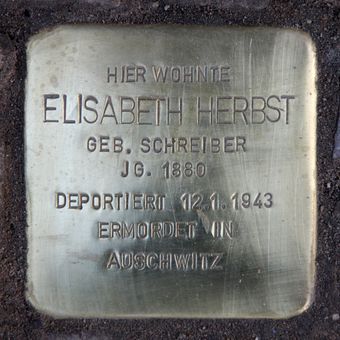 HIER WOHNTE
ELISABETH HERBST
GEB. SCHREIBER
JG. 1880
DEPORTIERT 12.1.1943
ERMORDET IN
AUSCHWITZ